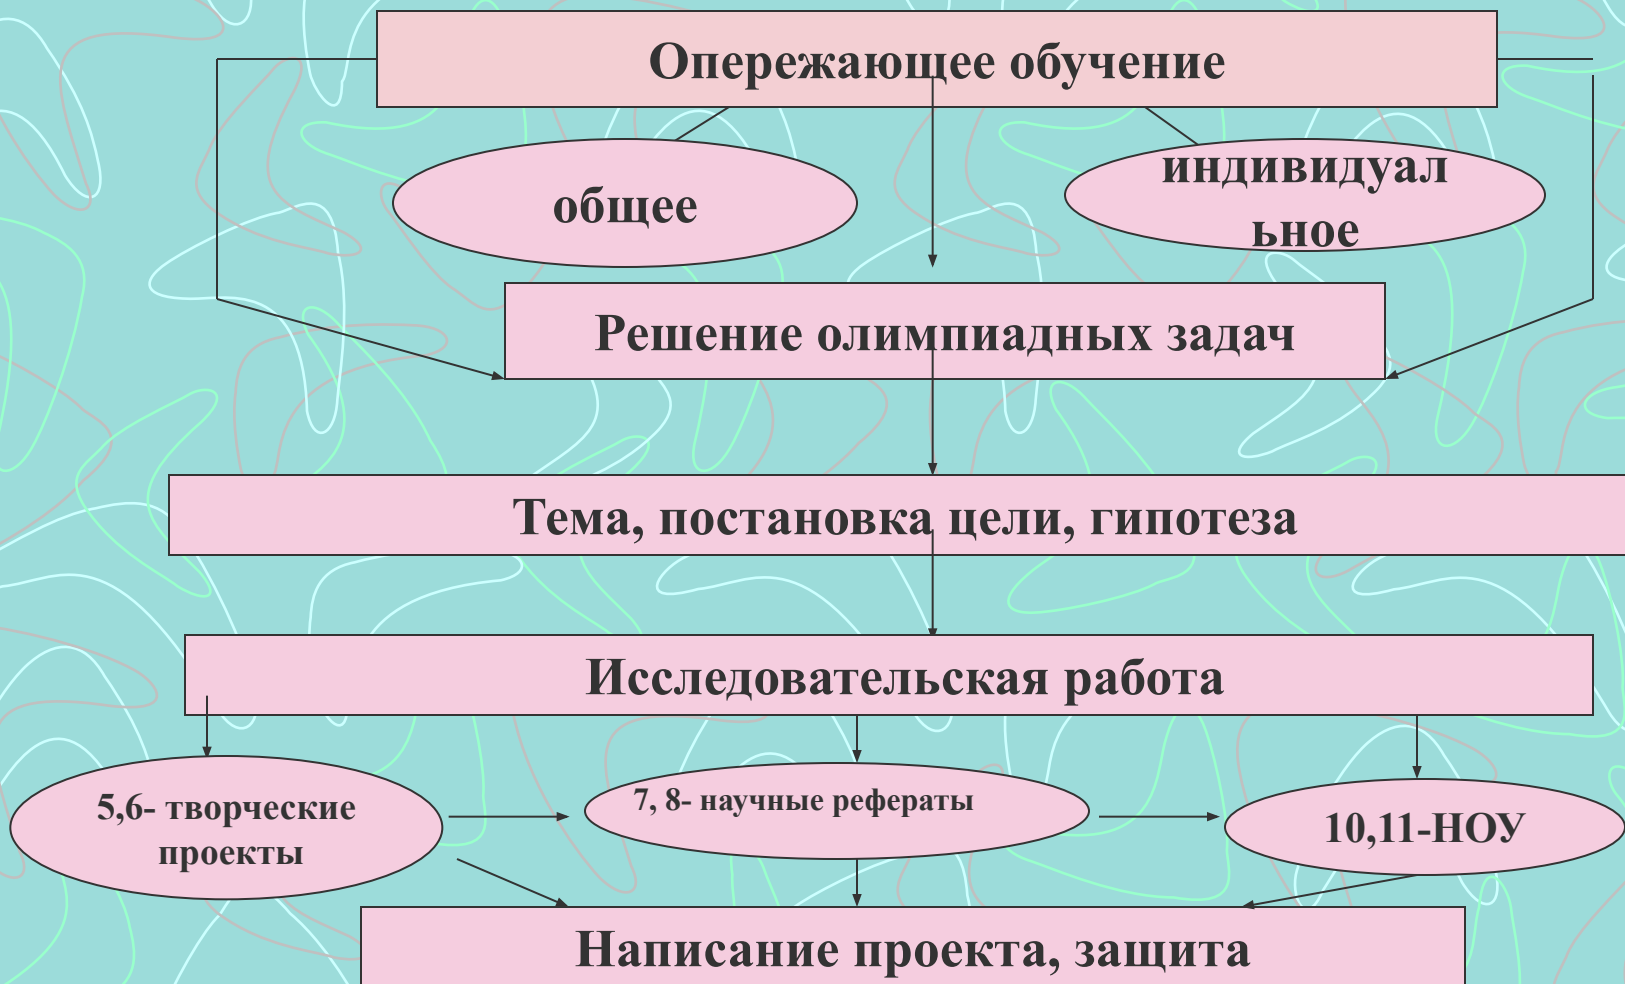 Опережающее обучение
общее
индивидуал
ьное
Решение олимпиадных задач
Тема, постановка цели, гипотеза
Исследовательская работа
5,6- творческие
проекты
7, 8- научные рефераты
10,11-НОУ
Написание проекта, защита